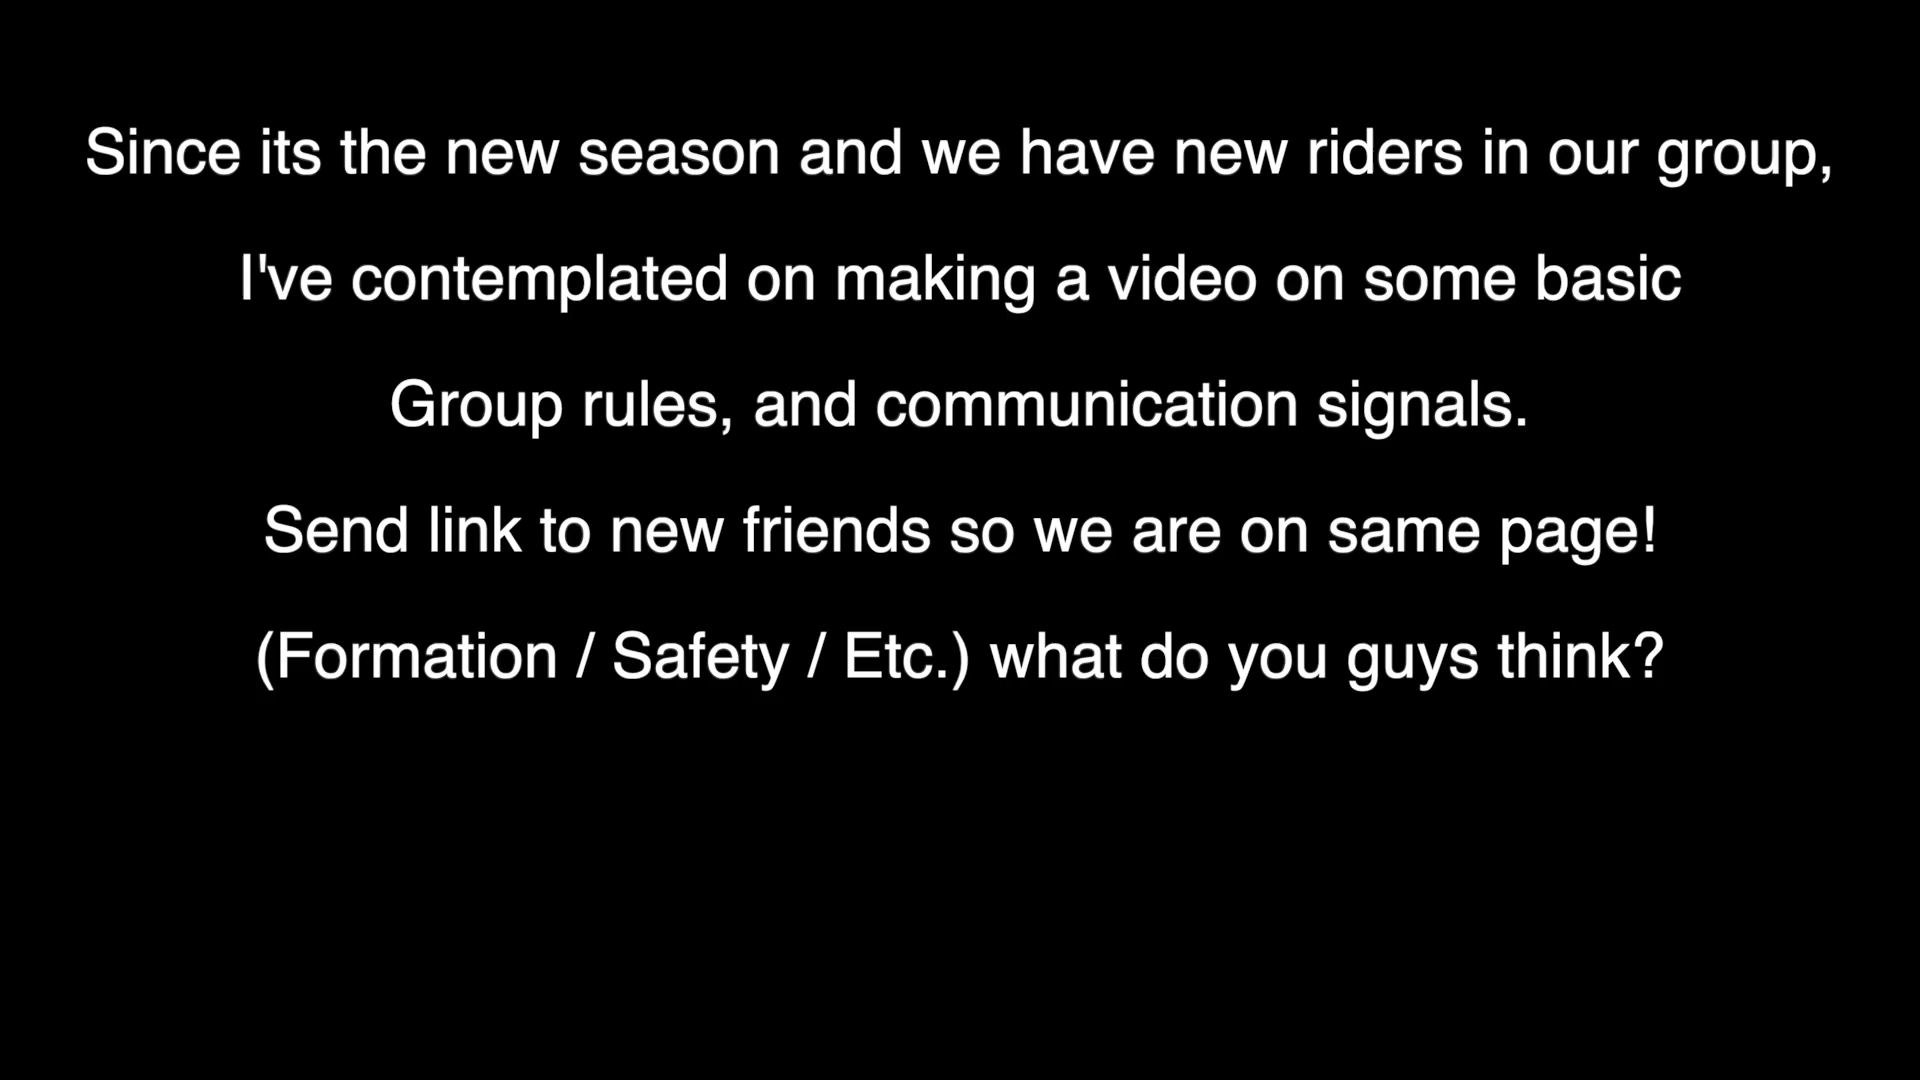 Since its the new season and we have new riders in our group,
I've contemplated on making a video on some basic
Group rules, and communication signals.
Send link to new friends so we are on same page!
(Formation / Safety / Etc.) what do you guys think?